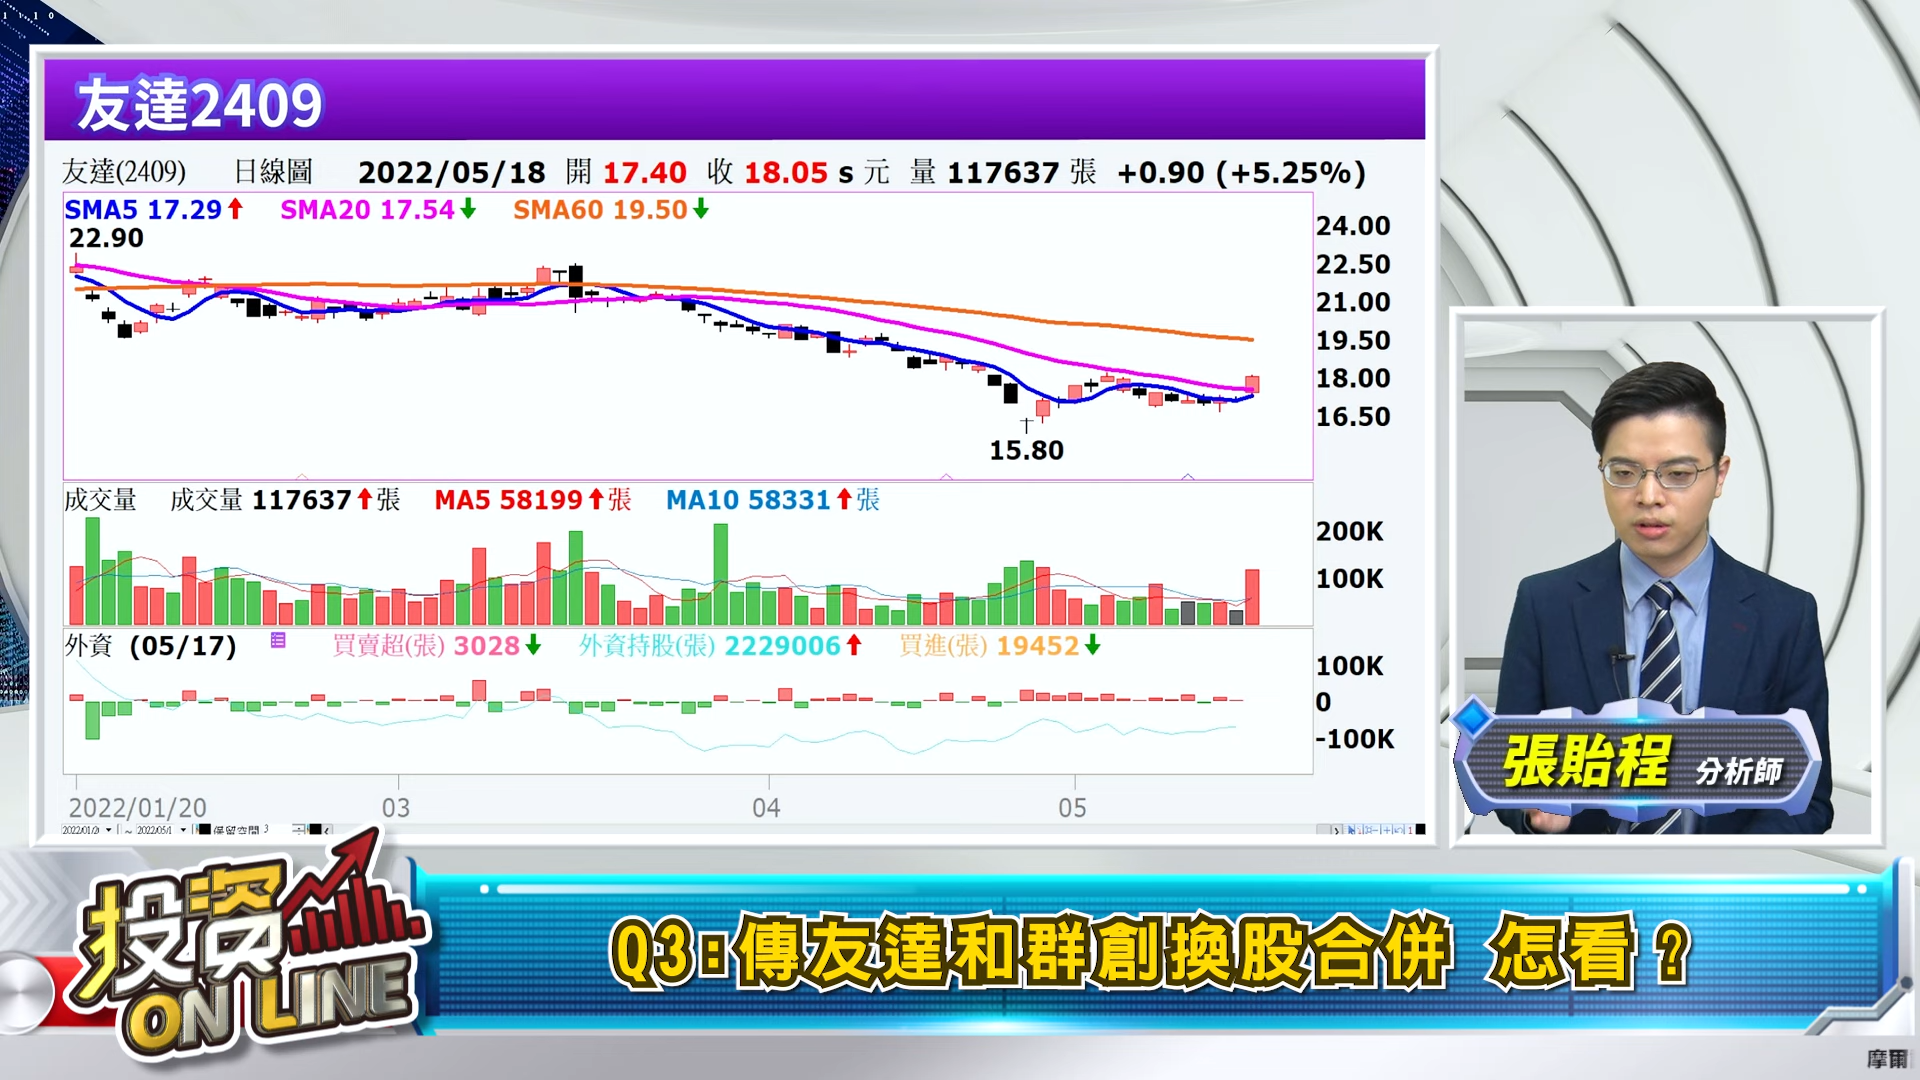 友達2409
友達(2409) 日線圖 2022/05/18 開 17.40 收 18.05 s 元 量 117637 張 +0.90 (+5.25%)
SMA5 17.29↑ SMA20 17.54↓ SMA60 19.50↓
22.90
24.00
22.50
21.00
19.50
18.00
16.50
15.80
成交量 成交量 117637↑張 MA5 58199↑張 MA10 58331↑張
200K
100K
外資 (05/17) 買賣超(張) 3028↓ 外資持股(張) 2229006↑ 買進(張) 19452↓
100K
0
-100K
2022/01/20 03 04 05
保留空間 3
張貽程 分析師
投資
ON LINE
Q3:傳友達和群創換股合併 怎看?
摩爾